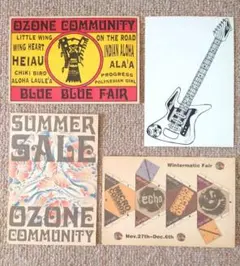 OZONE COMMUNITY
LITTLE WING
WING HEART
HEIAU
CHIKI BIRD
ALOHA LAULE'A
ON THE ROAD
INDIAN ALOHA
ALA'A
PROGRESS
POLYNESIAN GIRL
BLUE BLUE FAIR
SUMMER
SALE
OZONE
COMMUNITY
Wintermatic Fair
echo
Nov.27th-Dec.6th